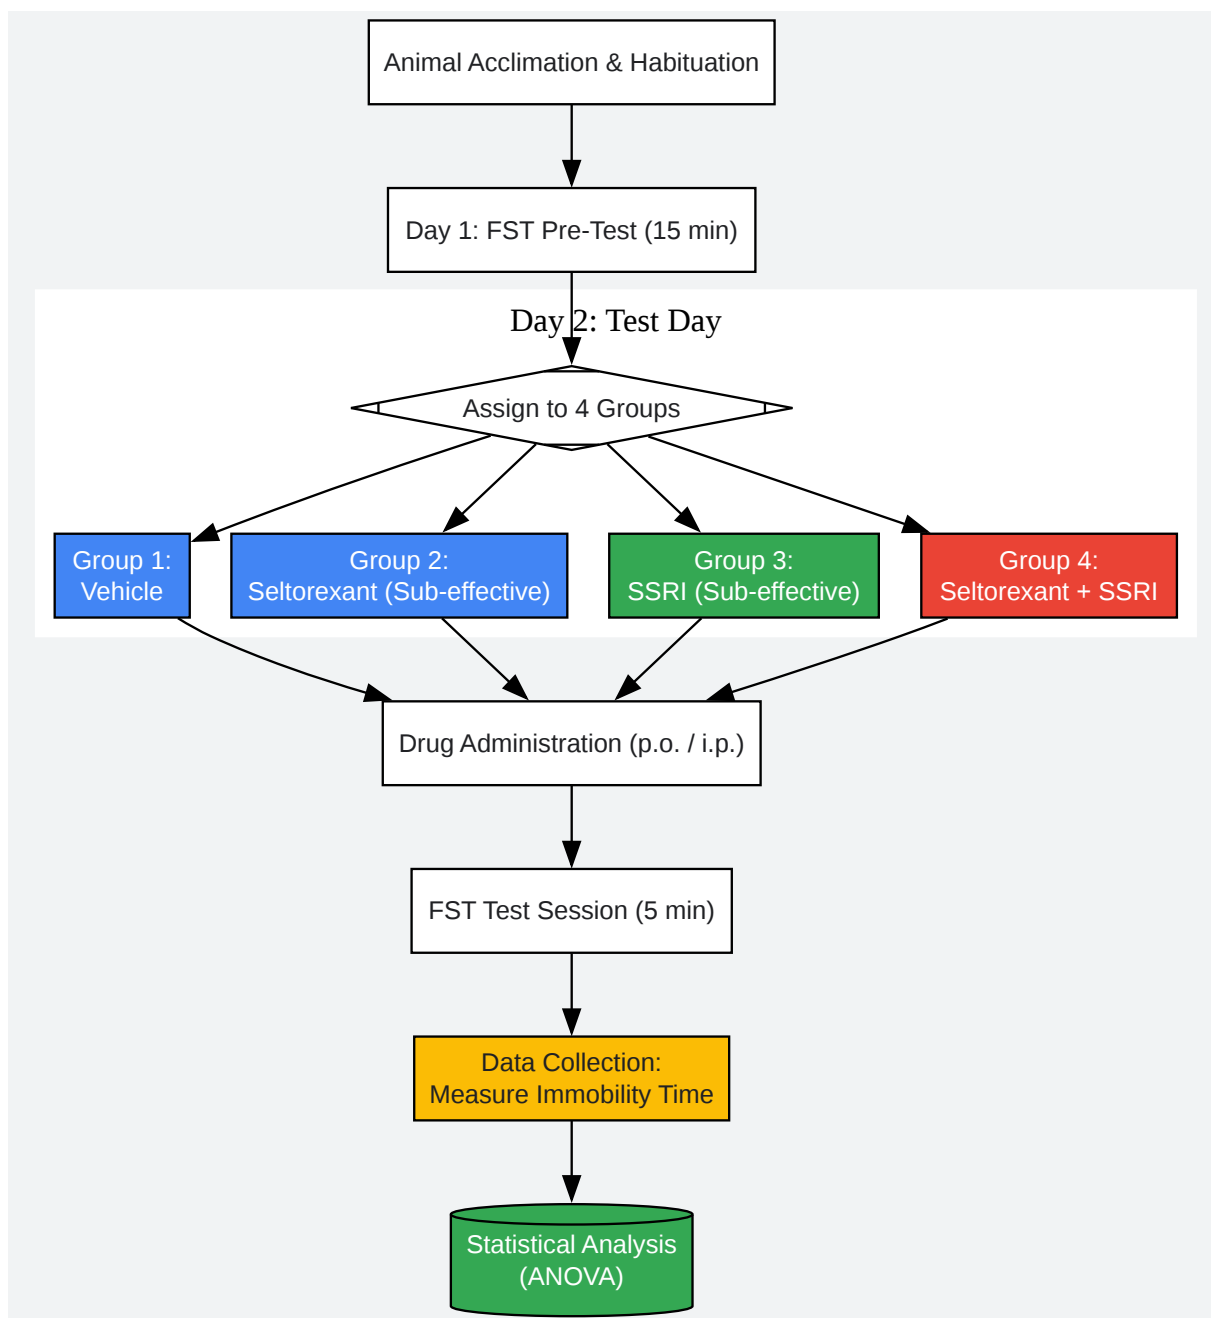 Animal Acclimation & Habituation
Day 1: FST Pre-Test (15 min)
Day 2: Test Day
Assign to 4 Groups
Group 1:
Vehicle
Group 2:
Seltorexant (Sub-effective)
Group 3:
SSRI (Sub-effective)
Group 4:
Seltorexant + SSRI
Drug Administration (p.o. / i.p.)
FST Test Session (5 min)
Data Collection:
Measure Immobility Time
Statistical Analysis
(ANOVA)